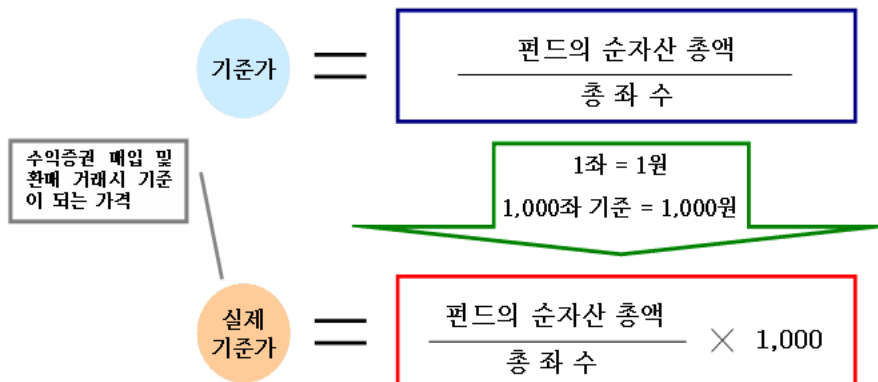 기준가
펀드의 순자산 총액
총 좌 수
수익증권 매입 및
환매 거래시 기준
이 되는 가격
1좌 = 1원
1,000좌 기준 = 1,000원
실제
기준가
펀드의 순자산 총액
총 좌 수
× 1,000